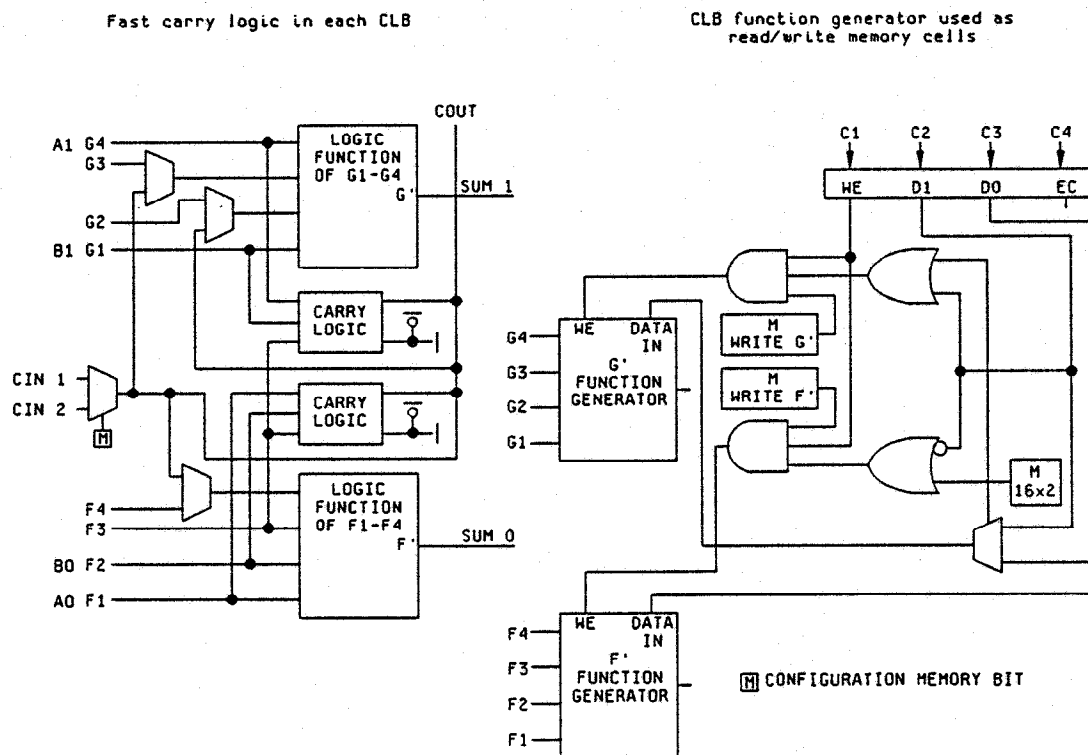 Fast carry logic in each CLB
COUT
A1 G4
G3
G2
B1 G1
LOGIC
FUNCTION
OF G1-G4
G'
SUM 1
CARRY
LOGIC
CIN 1
CIN 2
M
CARRY
LOGIC
F4
F3
B0 F2
A0 F1
LOGIC
FUNCTION
OF F1-F4
F'
SUM 0
CLB function generator used as
read/write memory cells
C1 C2 C3 C4
WE D1 D0 EC
G4
G3
G2
G1
WE DATA
IN
G'
FUNCTION
GENERATOR
M
WRITE G'
M
WRITE F'
M
16x2
F4
F3
F2
F1
WE DATA
IN
F'
FUNCTION
GENERATOR
M CONFIGURATION MEMORY BIT